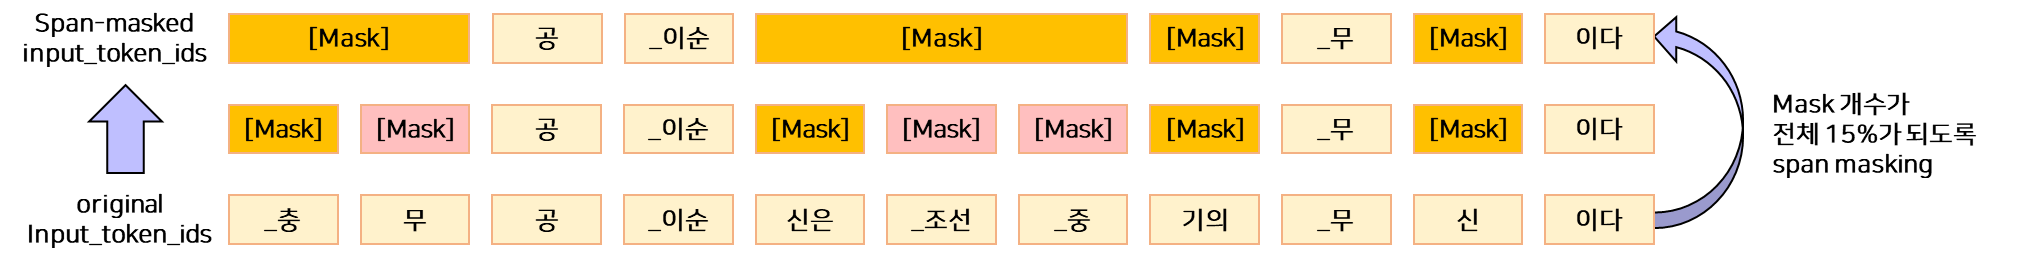 Span-masked
input_token_ids
[Mask] 공 _이순 [Mask] [Mask] _무 [Mask] 이다
[Mask] [Mask] 공 _이순 [Mask] [Mask] [Mask] [Mask] _무 [Mask] 이다
Mask 개수가
전체 15%가 되도록
span masking
original
Input_token_ids
_충 무 공 _이순 신은 _조선 _중 기의 _무 신 이다